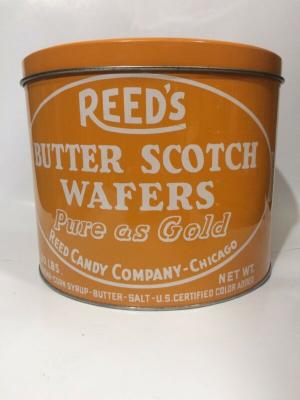 REED'S
BUTTER SCOTCH
WAFERS
Pure as Gold
REED CANDY COMPANY-CHICAGO
LBS
NET WT.
CORN SYRUP-BUTTER-SALT-U.S. CERTIFIED COLOR ADDED